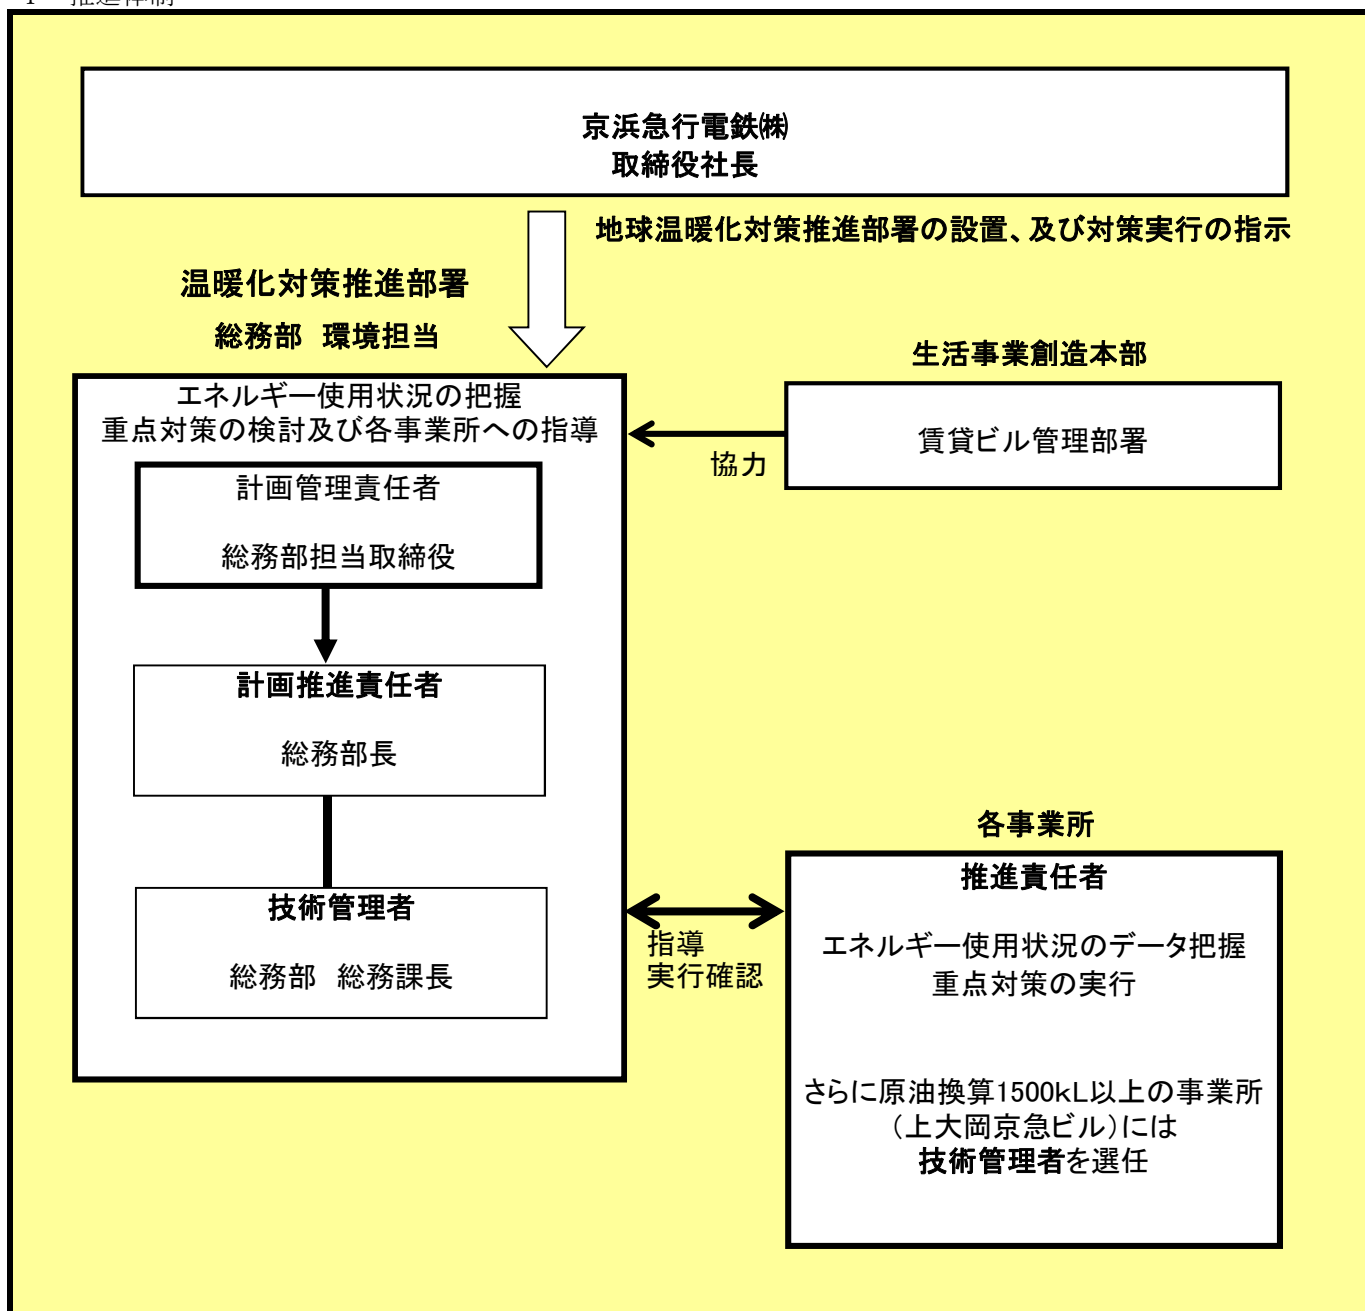 京浜急行電鉄㈱
取締役社長
地球温暖化対策推進部署の設置、及び対策実行の指示
温暖化対策推進部署
総務部　環境担当
エネルギー使用状況の把握
重点対策の検討及び各事業所への指導
計画管理責任者
総務部担当取締役
計画推進責任者
総務部長
技術管理者
総務部　総務課長
生活事業創造本部
賃貸ビル管理部署
協力
指導
実行確認
各事業所
推進責任者
エネルギー使用状況のデータ把握
重点対策の実行
さらに原油換算1500kL以上の事業所
（上大岡京急ビル）には
技術管理者を選任